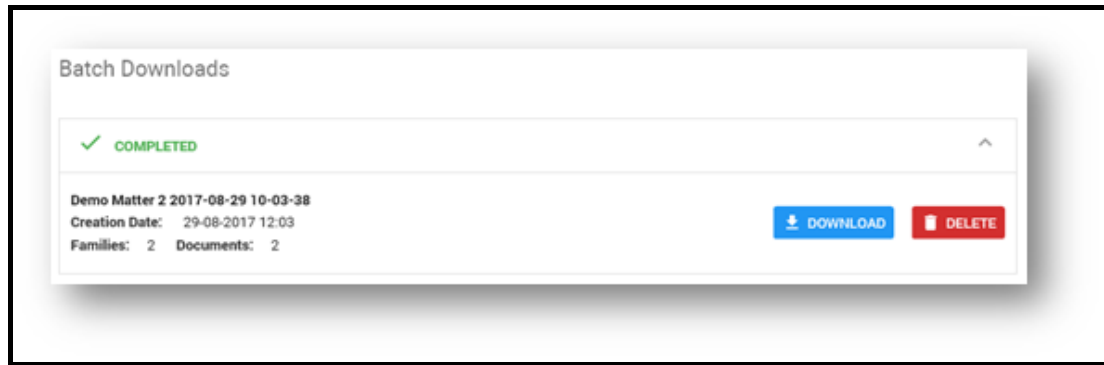 Batch Downloads
COMPLETED
Demo Matter 2 2017-08-29 10-03-38
Creation Date: 29-08-2017 12:03
Families: 2 Documents: 2
DOWNLOAD DELETE